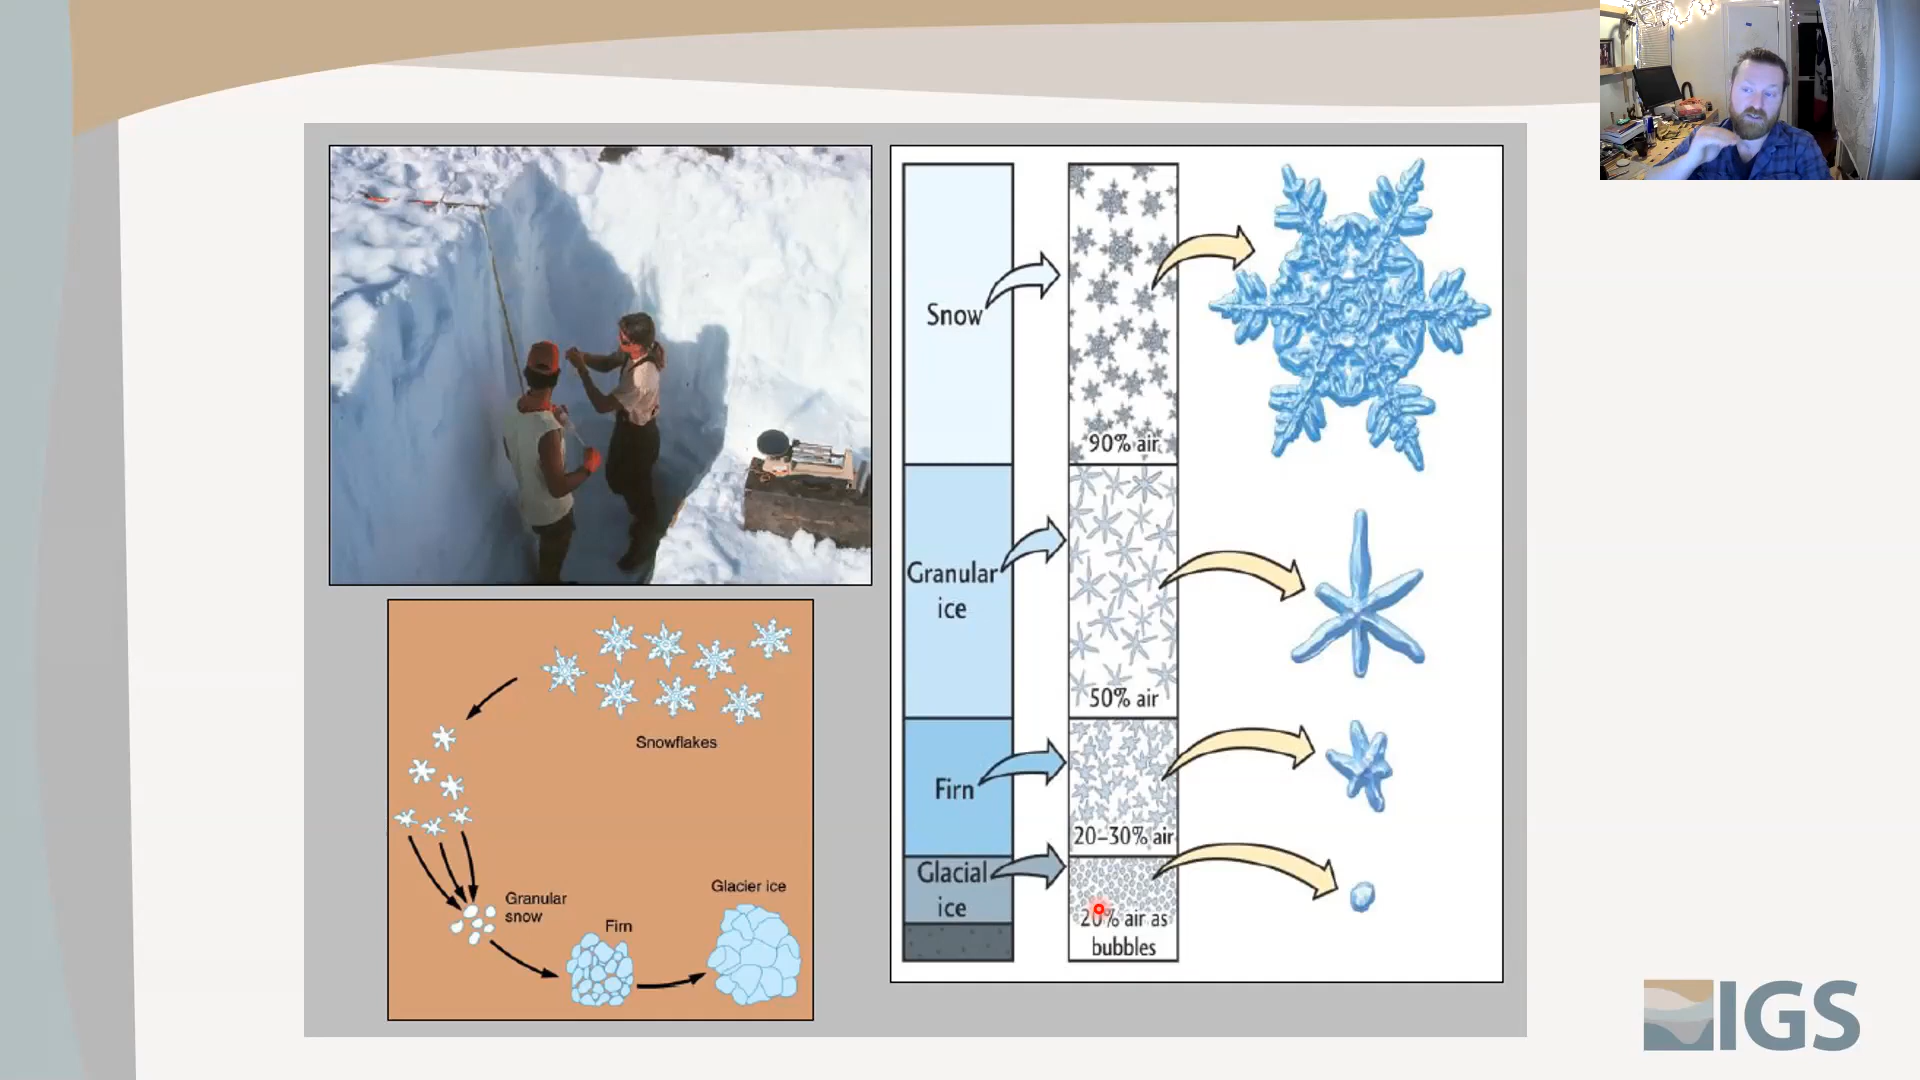 Snow
90% air
Granular
ice
50% air
Firn
20–30% air
Glacial
ice
20% air as
bubbles
Snowflakes
Granular
snow
Firn
Glacier ice
IGS